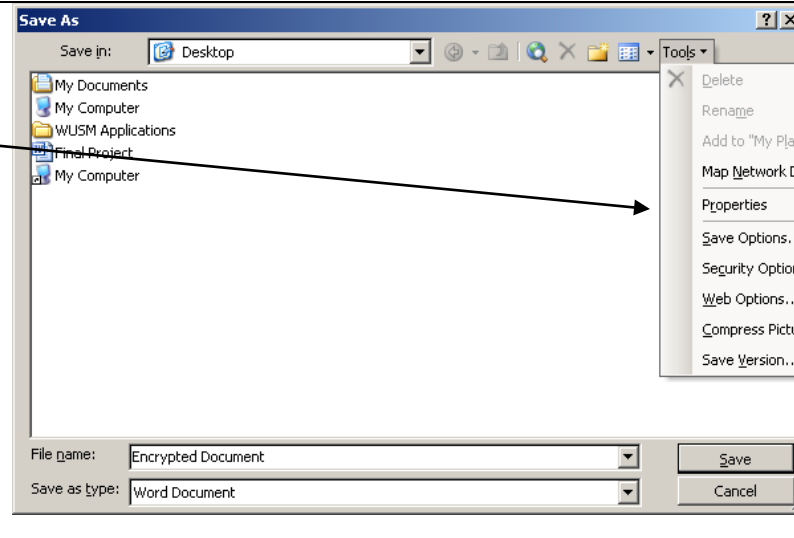 Save As
Save in: Desktop Tools
My Documents
My Computer
WUSM Applications
Final Project
My Computer
Delete
Rename
Add to "My Pla
Map Network D
Properties
Save Options.
Security Option
Web Options..
Compress Pictu
Save Version..
File name: Encrypted Document Save
Save as type: Word Document Cancel